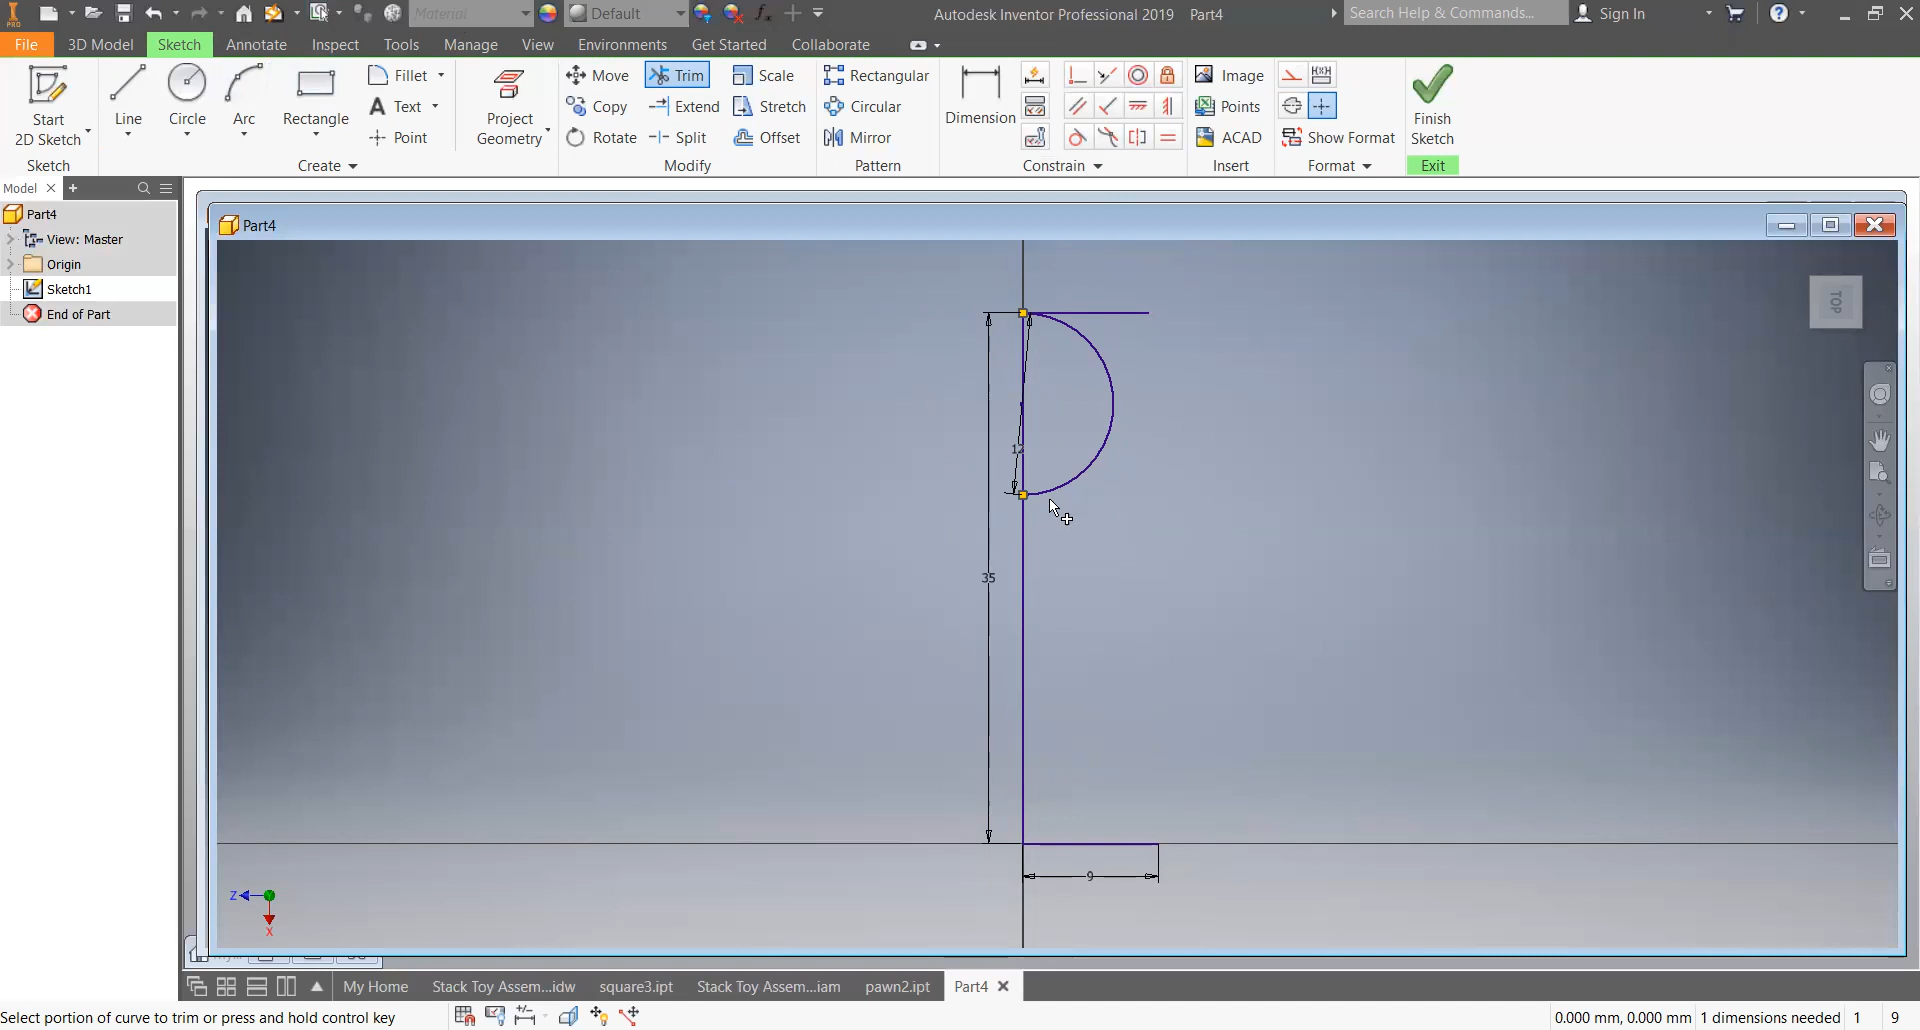 PRO
Material
Default
fx
Autodesk Inventor Professional 2019 Part4
Search Help & Commands...
Sign In
File
3D Model
Sketch
Annotate
Inspect
Tools
Manage
View
Environments
Get Started
Collaborate
Start
2D Sketch
Line
Circle
Arc
Rectangle
Fillet
Text
Point
Project
Geometry
Move
Copy
Rotate
Trim
Extend
Split
Scale
Stretch
Offset
Rectangular
Circular
Mirror
Dimension
Image
Points
ACAD
Show Format
Finish
Sketch
Sketch
Create
Modify
Pattern
Constrain
Insert
Format
Exit
Model
Part4
View: Master
Origin
Sketch1
End of Part
Part4
TOP
12
35
9
Z
X
My Home
Stack Toy Assem...idw
square3.ipt
Stack Toy Assem...iam
pawn2.ipt
Part4
Select portion of curve to trim or press and hold control key
0.000 mm, 0.000 mm
1 dimensions needed
1
9